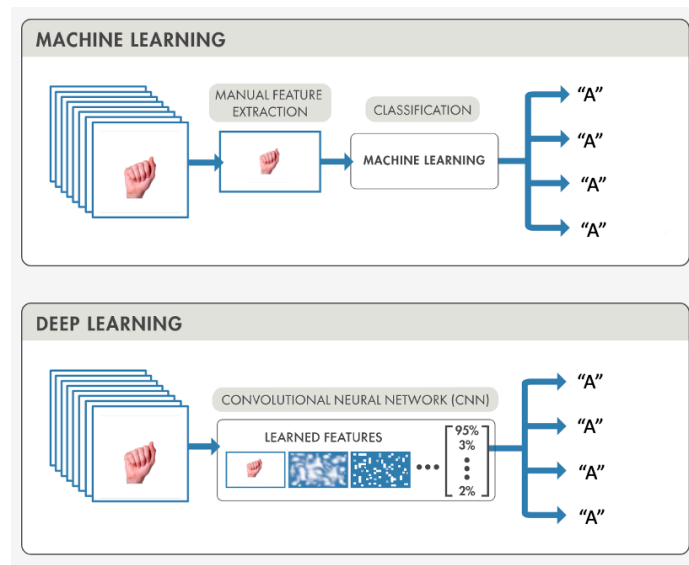 MACHINE LEARNING
MANUAL FEATURE
EXTRACTION
CLASSIFICATION
MACHINE LEARNING
“A”
“A”
“A”
“A”
DEEP LEARNING
CONVOLUTIONAL NEURAL NETWORK (CNN)
LEARNED FEATURES
95%
3%
2%
“A”
“A”
“A”
“A”